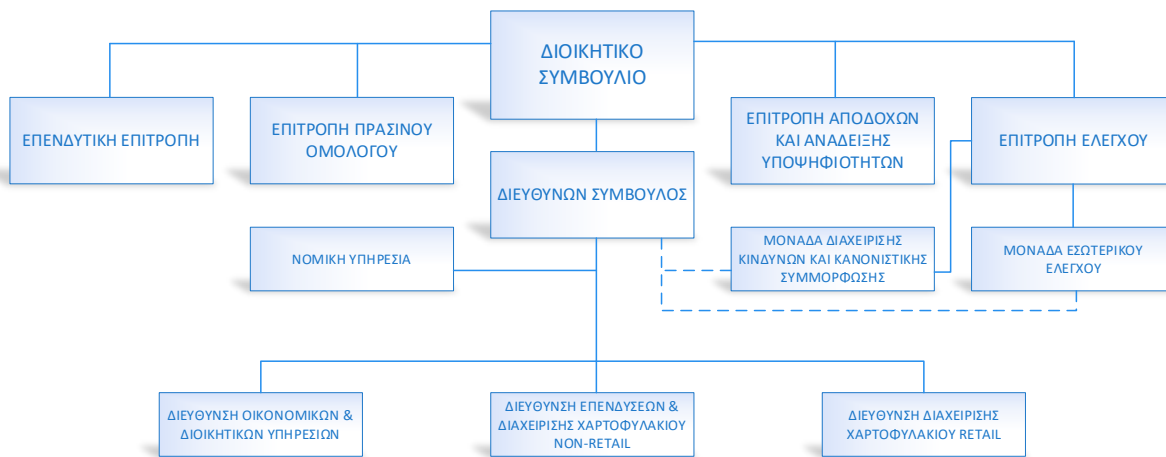 ΔΙΟΙΚΗΤΙΚΟ
ΣΥΜΒΟΥΛΙΟ
ΕΠΕΝΔΥΤΙΚΗ ΕΠΙΤΡΟΠΗ
ΕΠΙΤΡΟΠΗ ΠΡΑΣΙΝΟΥ
ΟΜΟΛΟΓΟΥ
ΕΠΙΤΡΟΠΗ ΑΠΟΔΟΧΩΝ
ΚΑΙ ΑΝΑΔΕΙΞΗΣ
ΥΠΟΨΗΦΙΟΤΗΤΩΝ
ΕΠΙΤΡΟΠΗ ΕΛΕΓΧΟΥ
ΔΙΕΥΘΥΝΩΝ ΣΥΜΒΟΥΛΟΣ
ΝΟΜΙΚΗ ΥΠΗΡΕΣΙΑ
ΜΟΝΑΔΑ ΔΙΑΧΕΙΡΙΣΗΣ
ΚΙΝΔΥΝΩΝ ΚΑΙ ΚΑΝΟΝΙΣΤΙΚΗΣ
ΣΥΜΜΟΡΦΩΣΗΣ
ΜΟΝΑΔΑ ΕΣΩΤΕΡΙΚΟΥ
ΕΛΕΓΧΟΥ
ΔΙΕΥΘΥΝΣΗ ΟΙΚΟΝΟΜΙΚΩΝ &
ΔΙΟΙΚΗΤΙΚΩΝ ΥΠΗΡΕΣΙΩΝ
ΔΙΕΥΘΥΝΣΗ ΕΠΕΝΔΥΣΕΩΝ &
ΔΙΑΧΕΙΡΙΣΗΣ ΧΑΡΤΟΦΥΛΑΚΙΟΥ
NON-RETAIL
ΔΙΕΥΘΥΝΣΗ ΔΙΑΧΕΙΡΙΣΗΣ
ΧΑΡΤΟΦΥΛΑΚΙΟΥ RETAIL